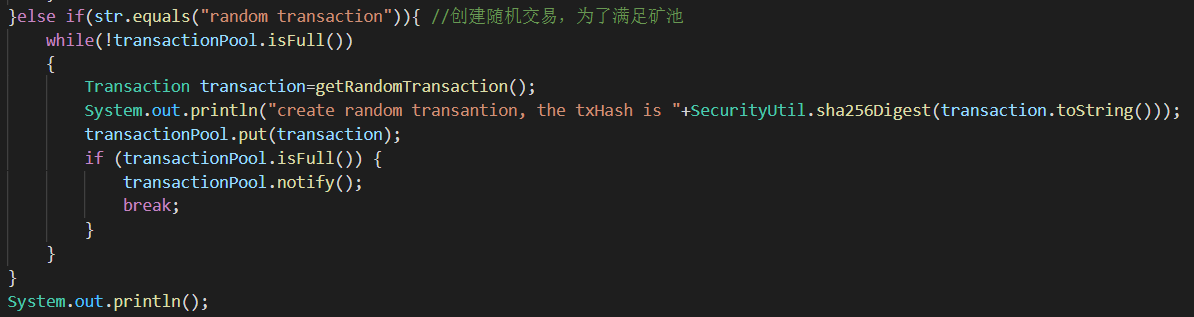 }else if(str.equals("random transaction")){ //创建随机交易，为了满足矿池
while(!transactionPool.isFull())
{
Transaction transaction=getRandomTransaction();
System.out.println("create random transantion, the txHash is "+SecurityUtil.sha256Digest(transaction.toString()));
transactionPool.put(transaction);
if (transactionPool.isFull()) {
transactionPool.notify();
break;
}
}
}
System.out.println();